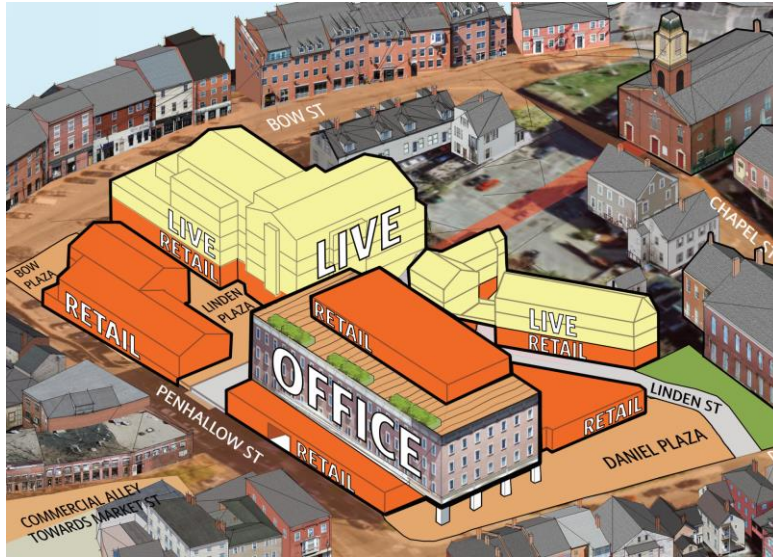 BOW ST
CHAPEL ST
LIVE
RETAIL
LIVE
BOW
PLAZA
LINDEN
PLAZA
RETAIL
RETAIL
LIVE
RETAIL
OFFICE
LINDEN ST
RETAIL
PENHALLOW ST
RETAIL
DANIEL PLAZA
COMMERCIAL ALLEY
TOWARDS MARKET ST